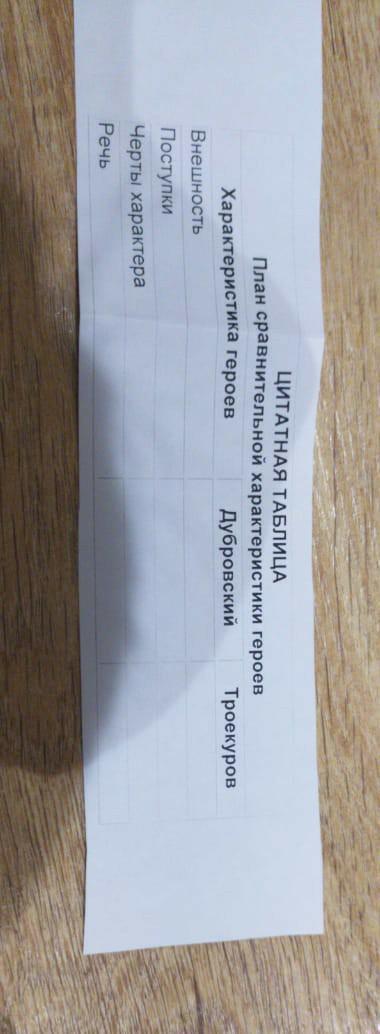 ЦИТАТНАЯ ТАБЛИЦА
План сравнительной характеристики героев
Характеристика героев Дубровский Троекуров
Внешность
Поступки
Черты характера
Речь